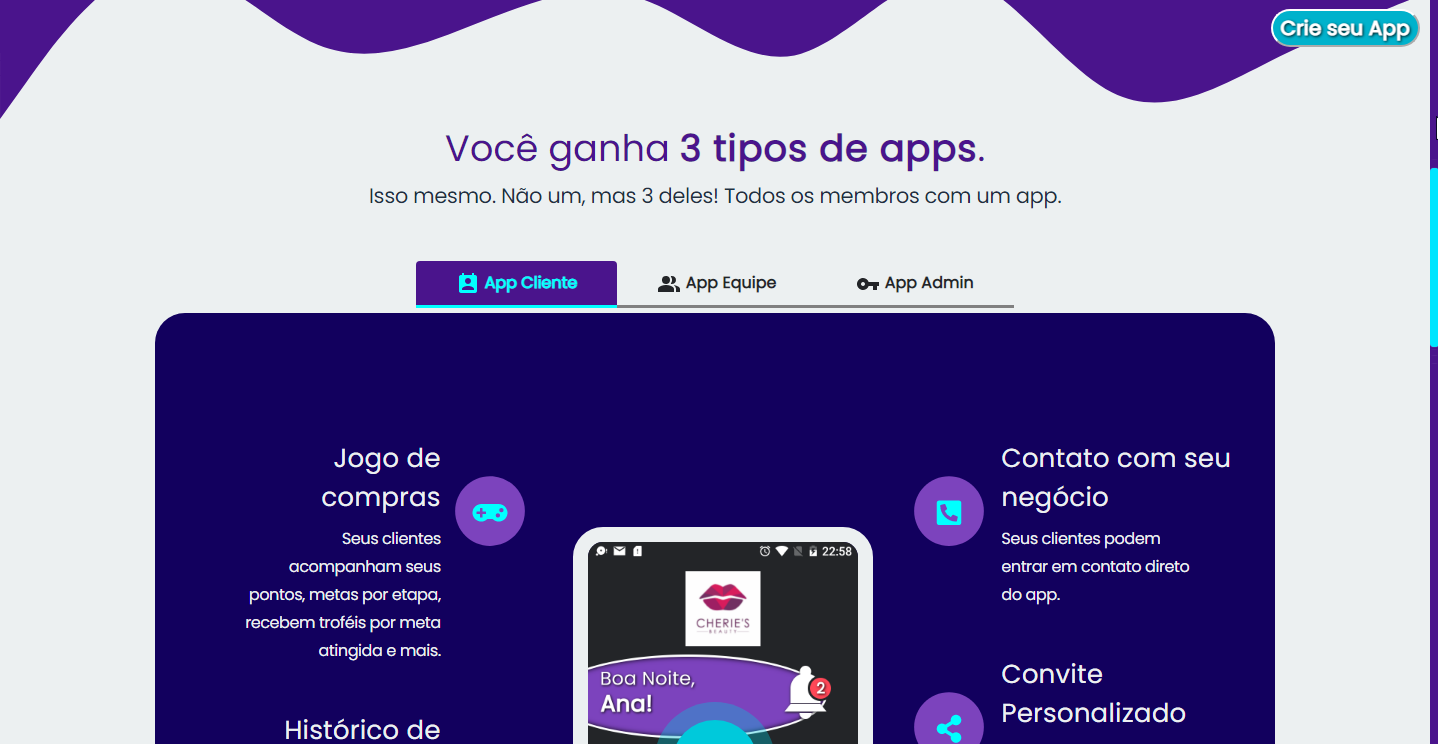 Crie seu App
Você ganha 3 tipos de apps.
Isso mesmo. Não um, mas 3 deles! Todos os membros com um app.
App Cliente
App Equipe
App Admin
Jogo de
compras
Seus clientes
acompanham seus
pontos, metas por etapa,
recebem troféis por meta
atingida e mais.
Histórico de
22:58
CHERIE'S
BEAUTY
Boa Noite,
Ana!
2
Contato com seu
negócio
Seus clientes podem
entrar em contato direto
do app.
Convite
Personalizado